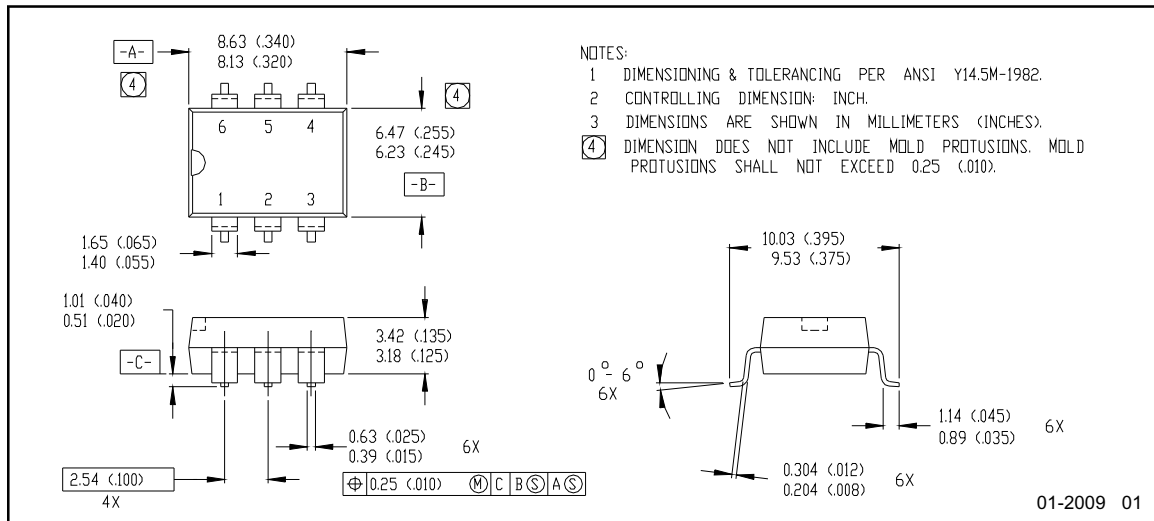 -A-
8.63 (.340)
8.13 (.320)
4
4
6 5 4
1 2 3
6.47 (.255)
6.23 (.245)
-B-
1.65 (.065)
1.40 (.055)
NOTES:
1 DIMENSIONING & TOLERANCING PER ANSI Y14.5M-1982.
2 CONTROLLING DIMENSION: INCH.
3 DIMENSIONS ARE SHOWN IN MILLIMETERS (INCHES).
4 DIMENSION DOES NOT INCLUDE MOLD PROTUSIONS. MOLD
PROTUSIONS SHALL NOT EXCEED 0.25 (.010).
1.01 (.040)
0.51 (.020)
-C-
3.42 (.135)
3.18 (.125)
0.63 (.025)
0.39 (.015)
6X
2.54 (.100)
4X
⌖ 0.25 (.010) Ⓜ C B Ⓢ A Ⓢ
10.03 (.395)
9.53 (.375)
0° - 6°
6X
1.14 (.045)
0.89 (.035)
6X
0.304 (.012)
0.204 (.008)
6X
01-2009 01